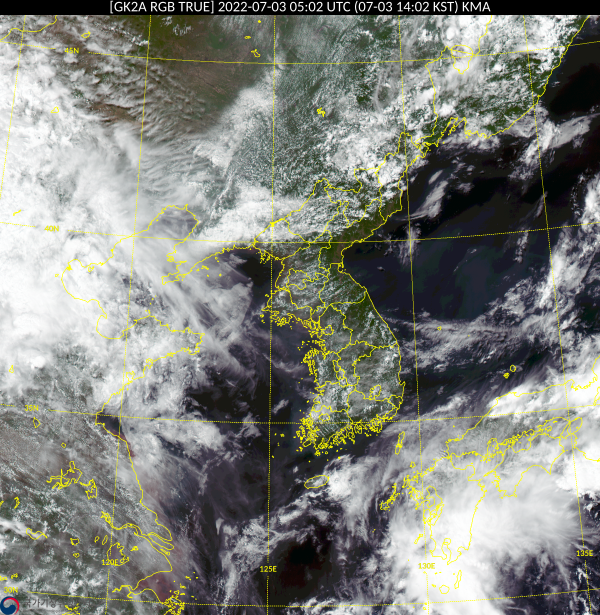 [GK2A RGB TRUE] 2022-07-03 05:02 UTC (07-03 14:02 KST) KMA
45N
40N
35N
120E
125E
130E
135E
30N